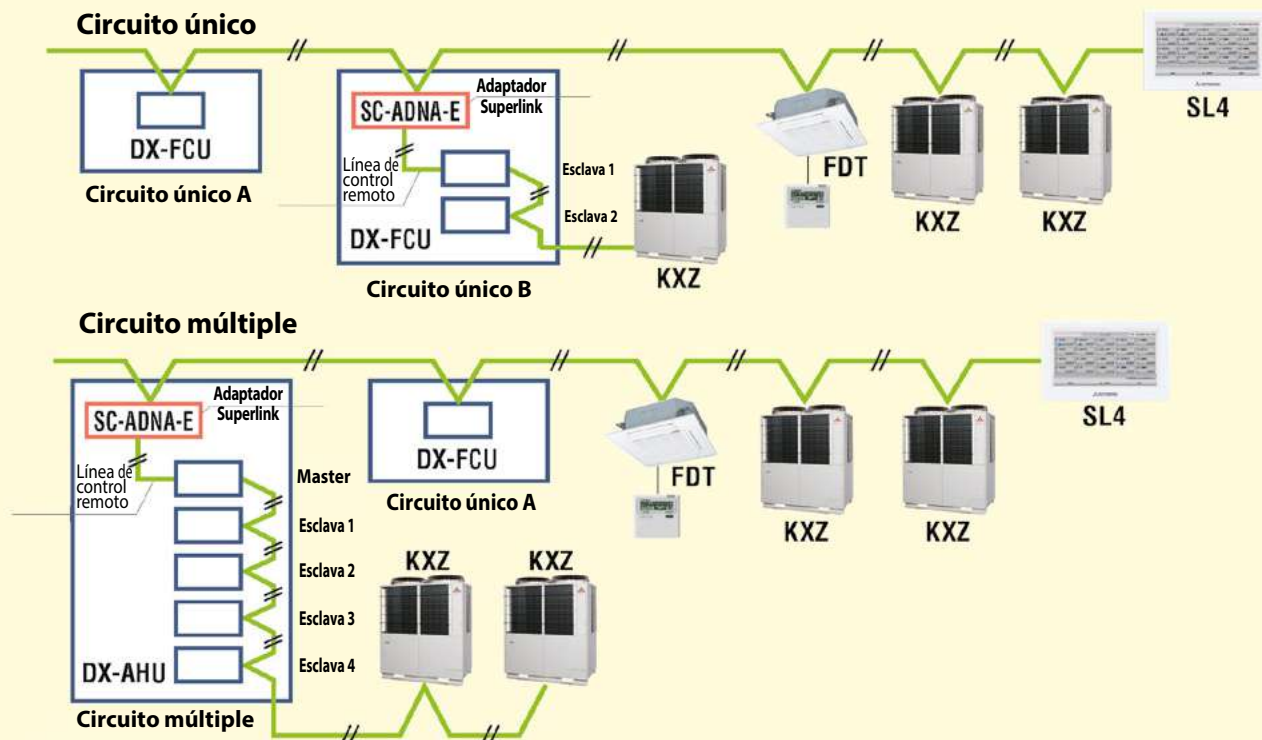 Circuito único
DX-FCU
Circuito único A
SC-ADNA-E
Adaptador
Superlink
Línea de
control
remoto
Esclava 1
Esclava 2
DX-FCU
Circuito único B
KXZ
FDT
KXZ
KXZ
SL4
Circuito múltiple
SC-ADNA-E
Adaptador
Superlink
Línea de
control
remoto
Master
Esclava 1
Esclava 2
Esclava 3
Esclava 4
DX-AHU
Circuito múltiple
DX-FCU
Circuito único A
KXZ
KXZ
FDT
KXZ
KXZ
SL4